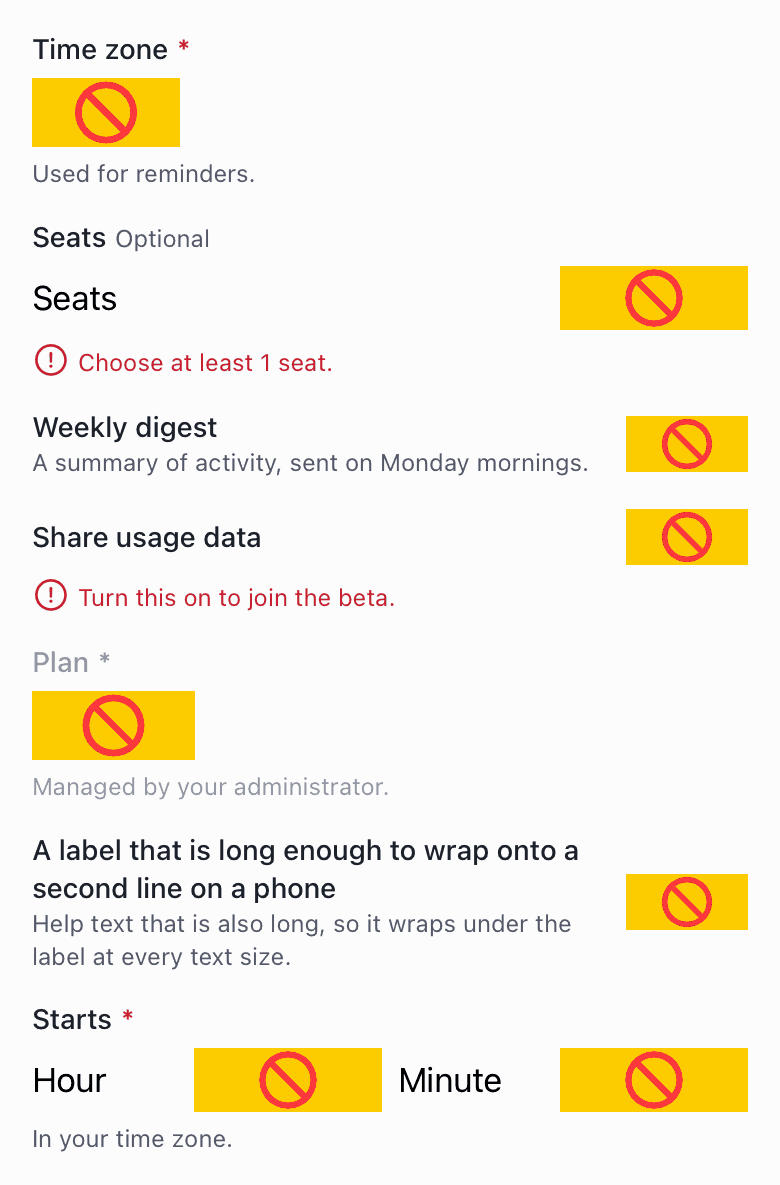 Time zone *
Used for reminders.
Seats Optional
Seats
Choose at least 1 seat.
Weekly digest
A summary of activity, sent on Monday mornings.
Share usage data
Turn this on to join the beta.
Plan *
Managed by your administrator.
A label that is long enough to wrap onto a
second line on a phone
Help text that is also long, so it wraps under the
label at every text size.
Starts *
Hour Minute
In your time zone.